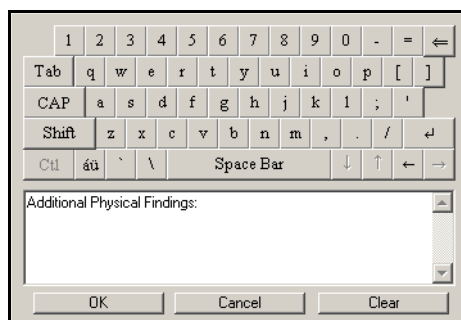 1 2 3 4 5 6 7 8 9 0 - = ⇐
Tab q w e r t y u i o p [ ]
CAP a s d f g h j k l ; '
Shift z x c v b n m , . / ↵
Ctl áü ` \ Space Bar ↓ ↑ ← →
Additional Physical Findings:
OK Cancel Clear